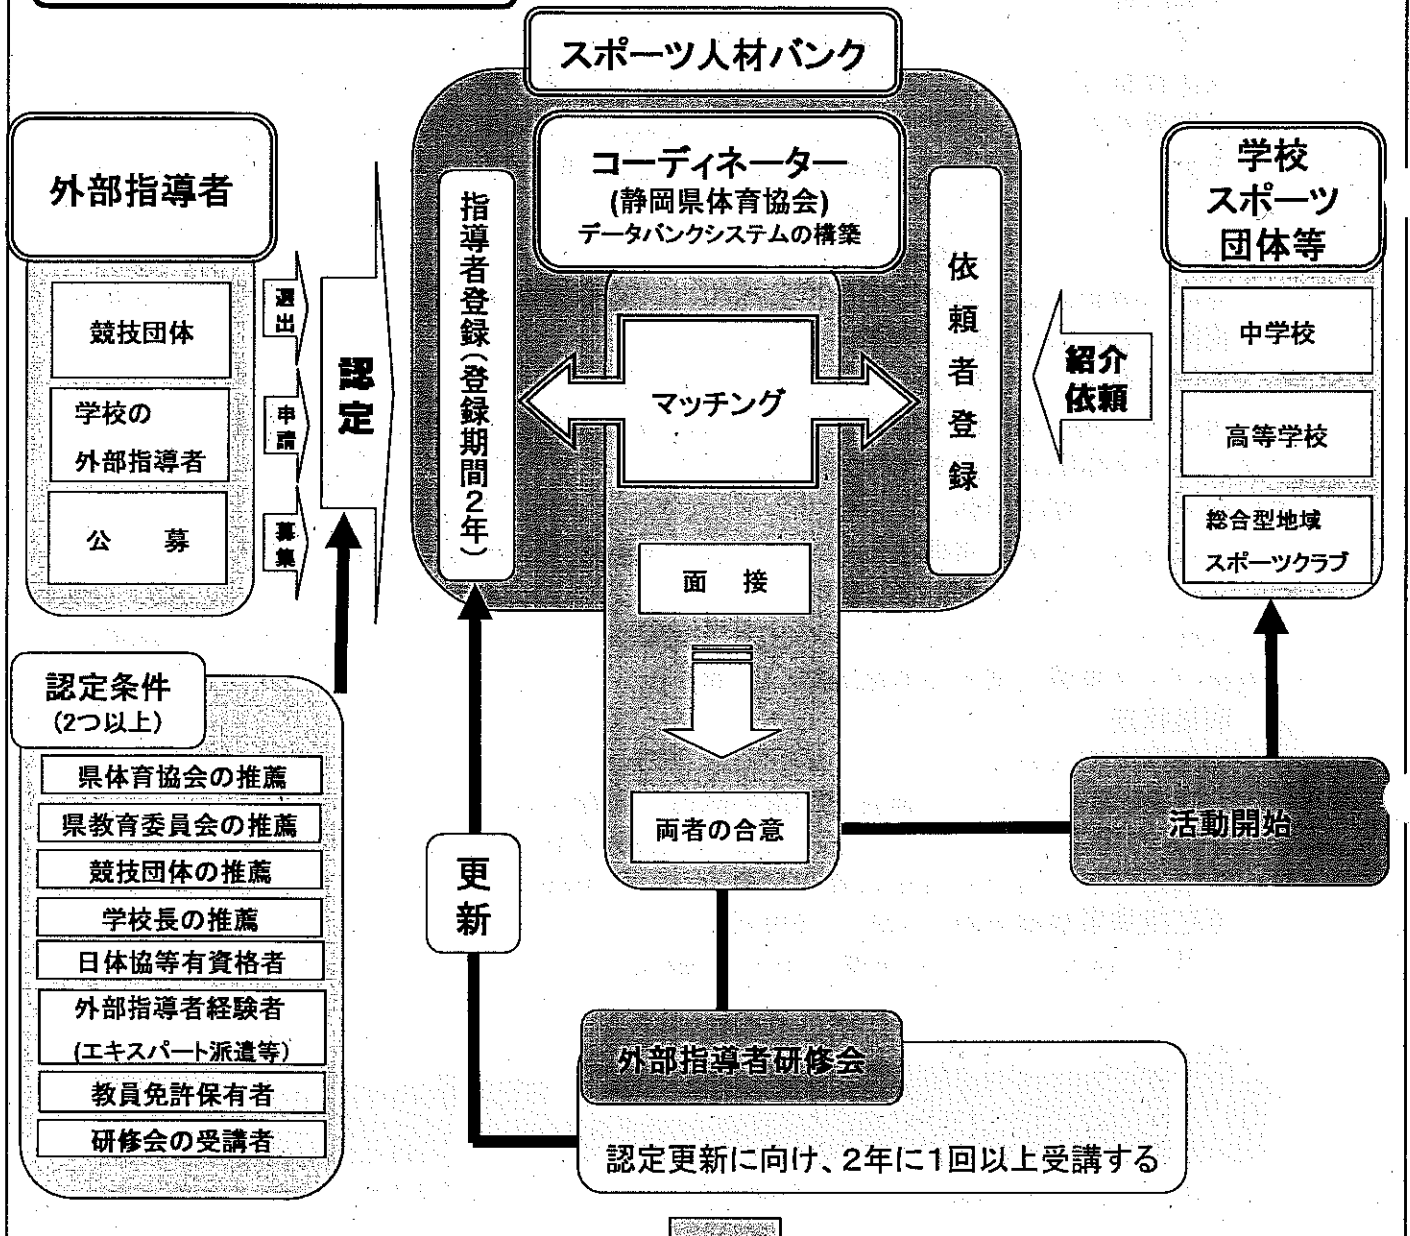 スポーツ人材バンク
コーディネーター
(静岡県体育協会)
データバンクシステムの構築
外部指導者
競技団体
学校の
外部指導者
公　募
選出
申請
募集
認定
指導者登録(登録期間2年)
マッチング
依頼者登録
紹介
依頼
学校
スポーツ
団体等
中学校
高等学校
総合型地域
スポーツクラブ
面　接
両者の合意
活動開始
認定条件
(2つ以上)
県体育協会の推薦
県教育委員会の推薦
競技団体の推薦
学校長の推薦
日体協等有資格者
外部指導者経験者
(エキスパート派遣等)
教員免許保有者
研修会の受講者
更新
外部指導者研修会
認定更新に向け、2年に1回以上受講する